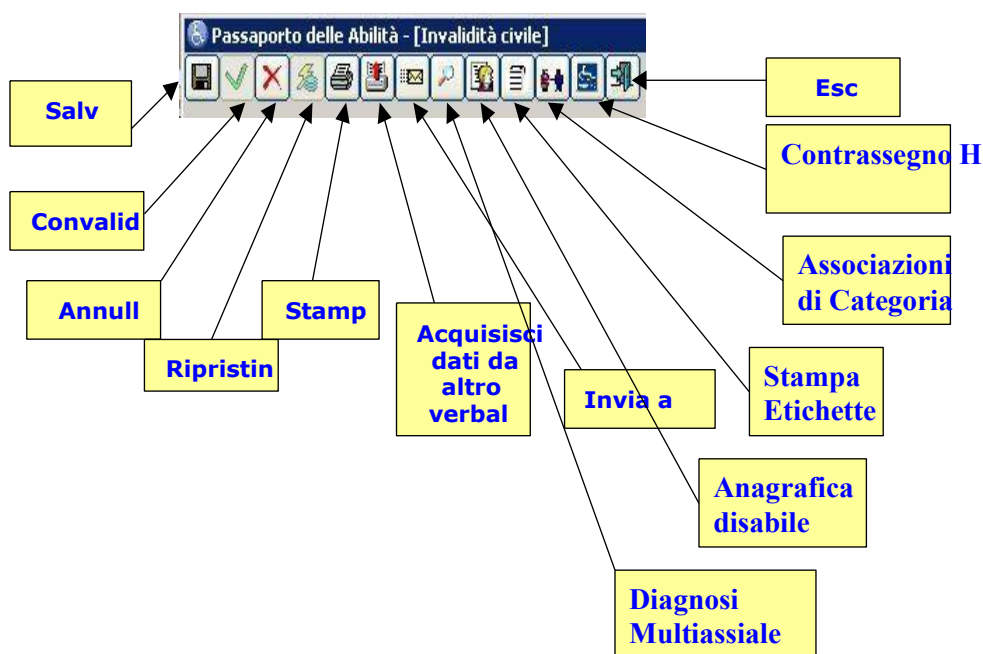 Passaporto delle Abilità - [Invalidità civile]
Salv
Esc
Contrassegno H
Convalid
Associazioni
di Categoria
Annull
Stamp
Ripristin
Acquisisci
dati da
altro
verbal
Invia a
Stampa
Etichette
Anagrafica
disabile
Diagnosi
Multiassiale